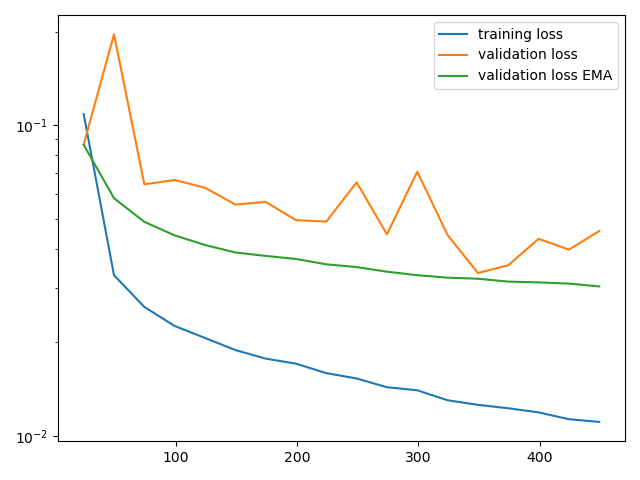 training loss
validation loss
validation loss EMA
10⁻¹
10⁻²
100 200 300 400